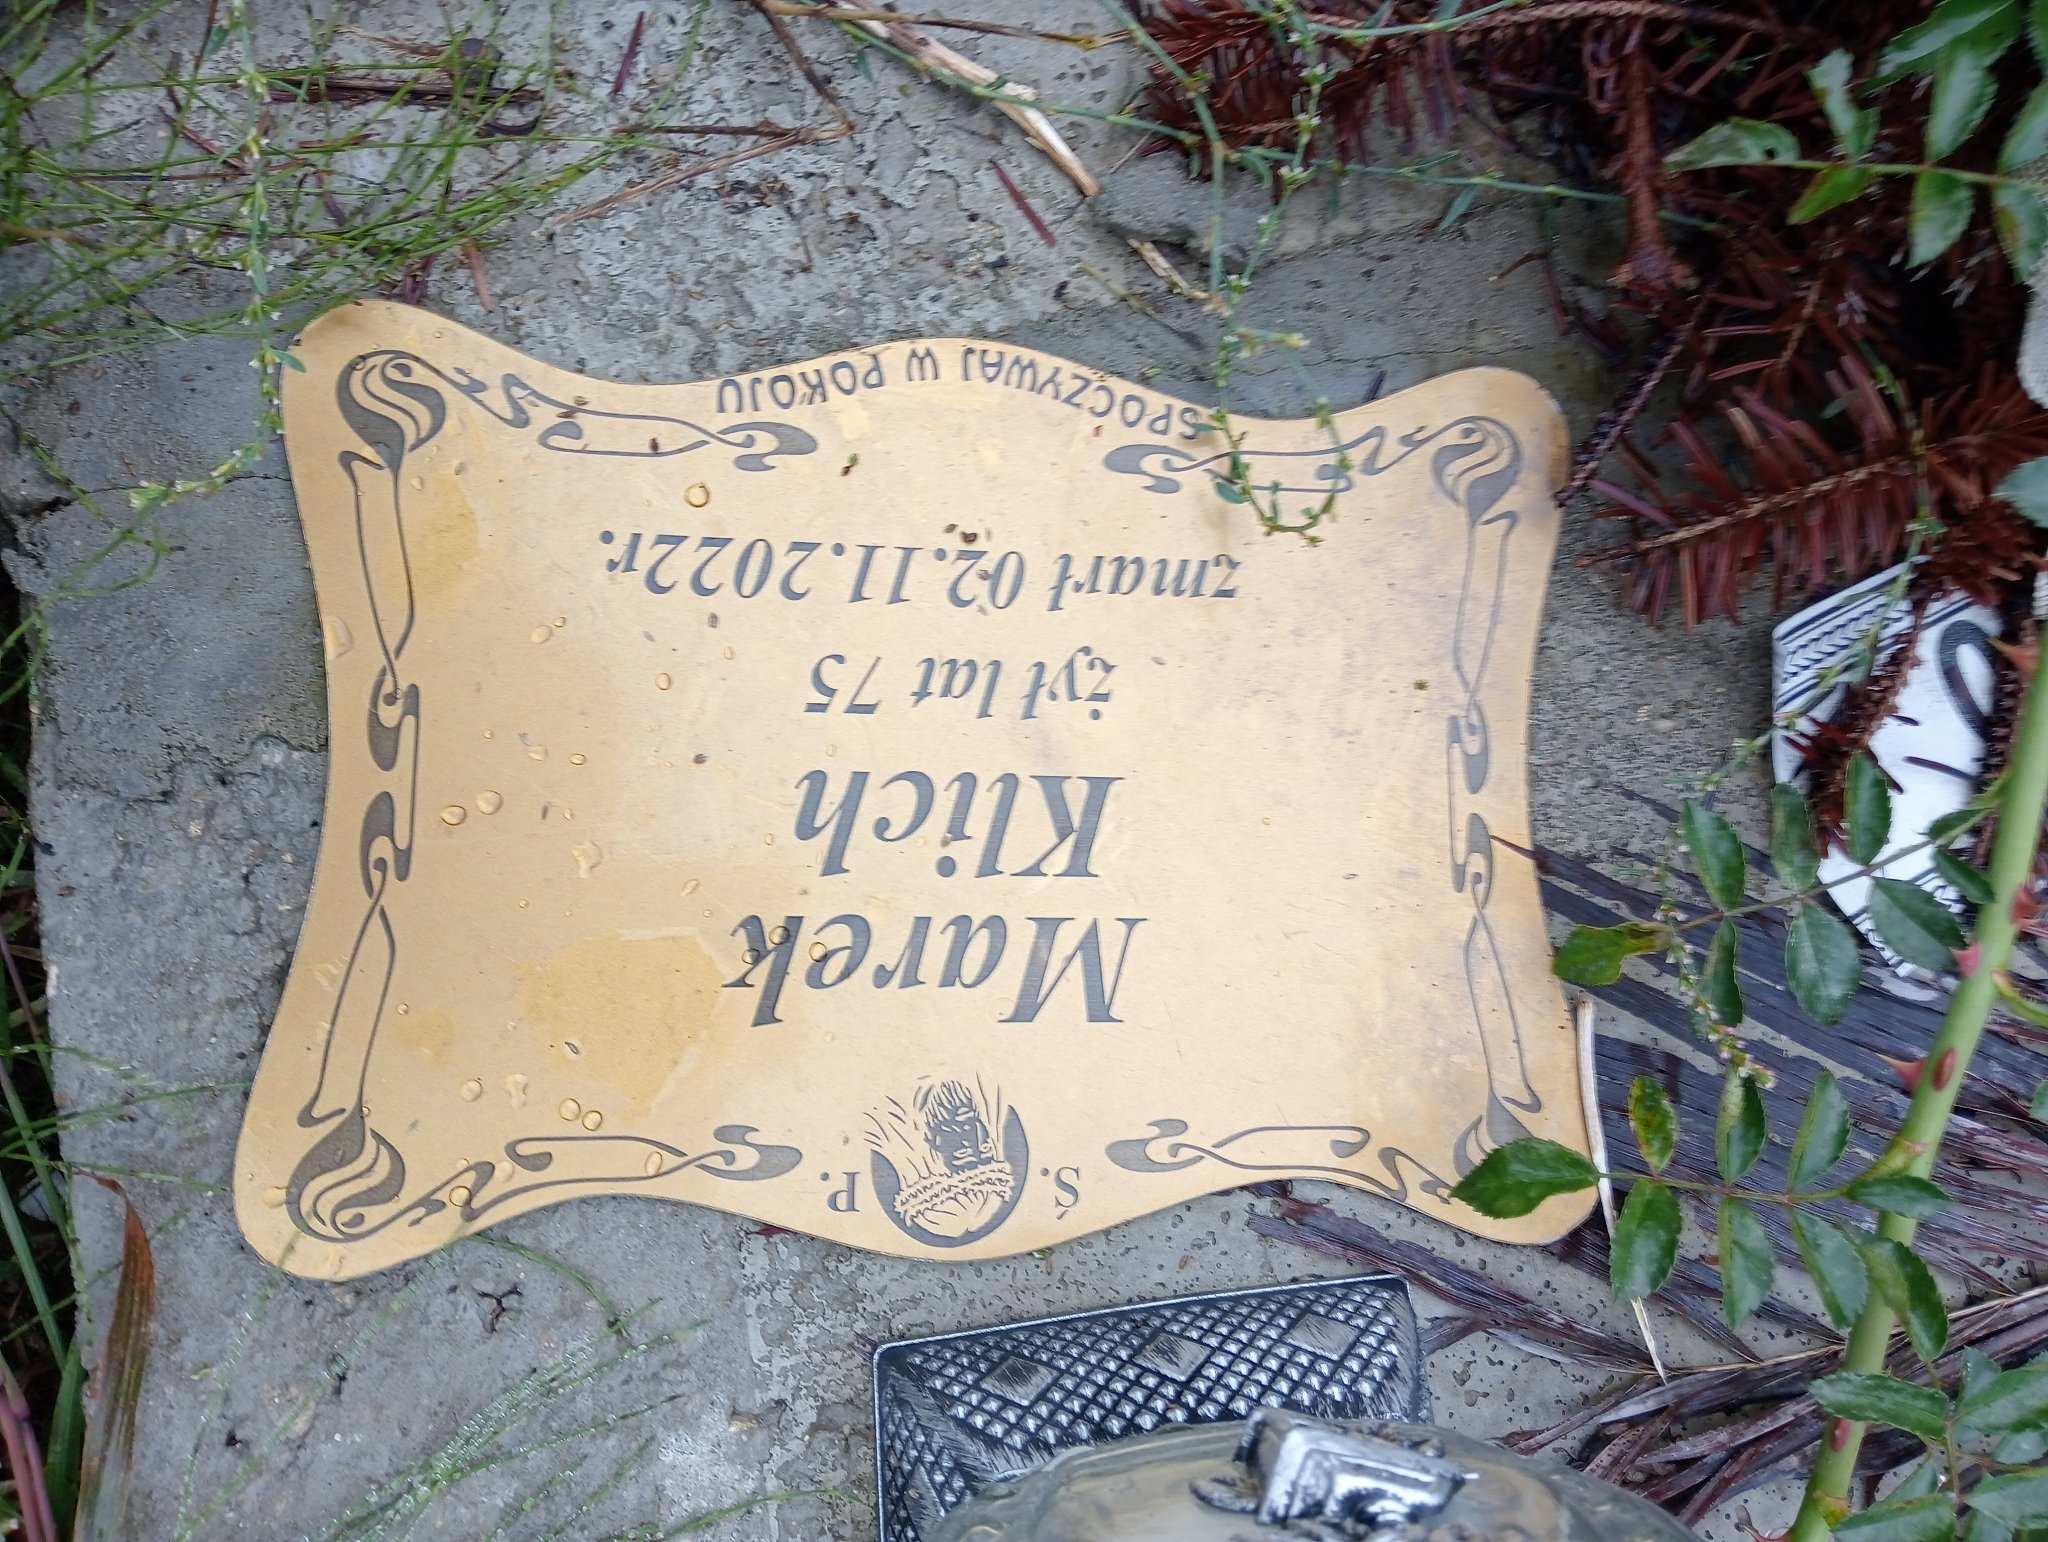 Ś. P.
Marek
Klich
żył lat 75
zmarł 02.11.2022r.
SPOCZYWAJ W POKOJU